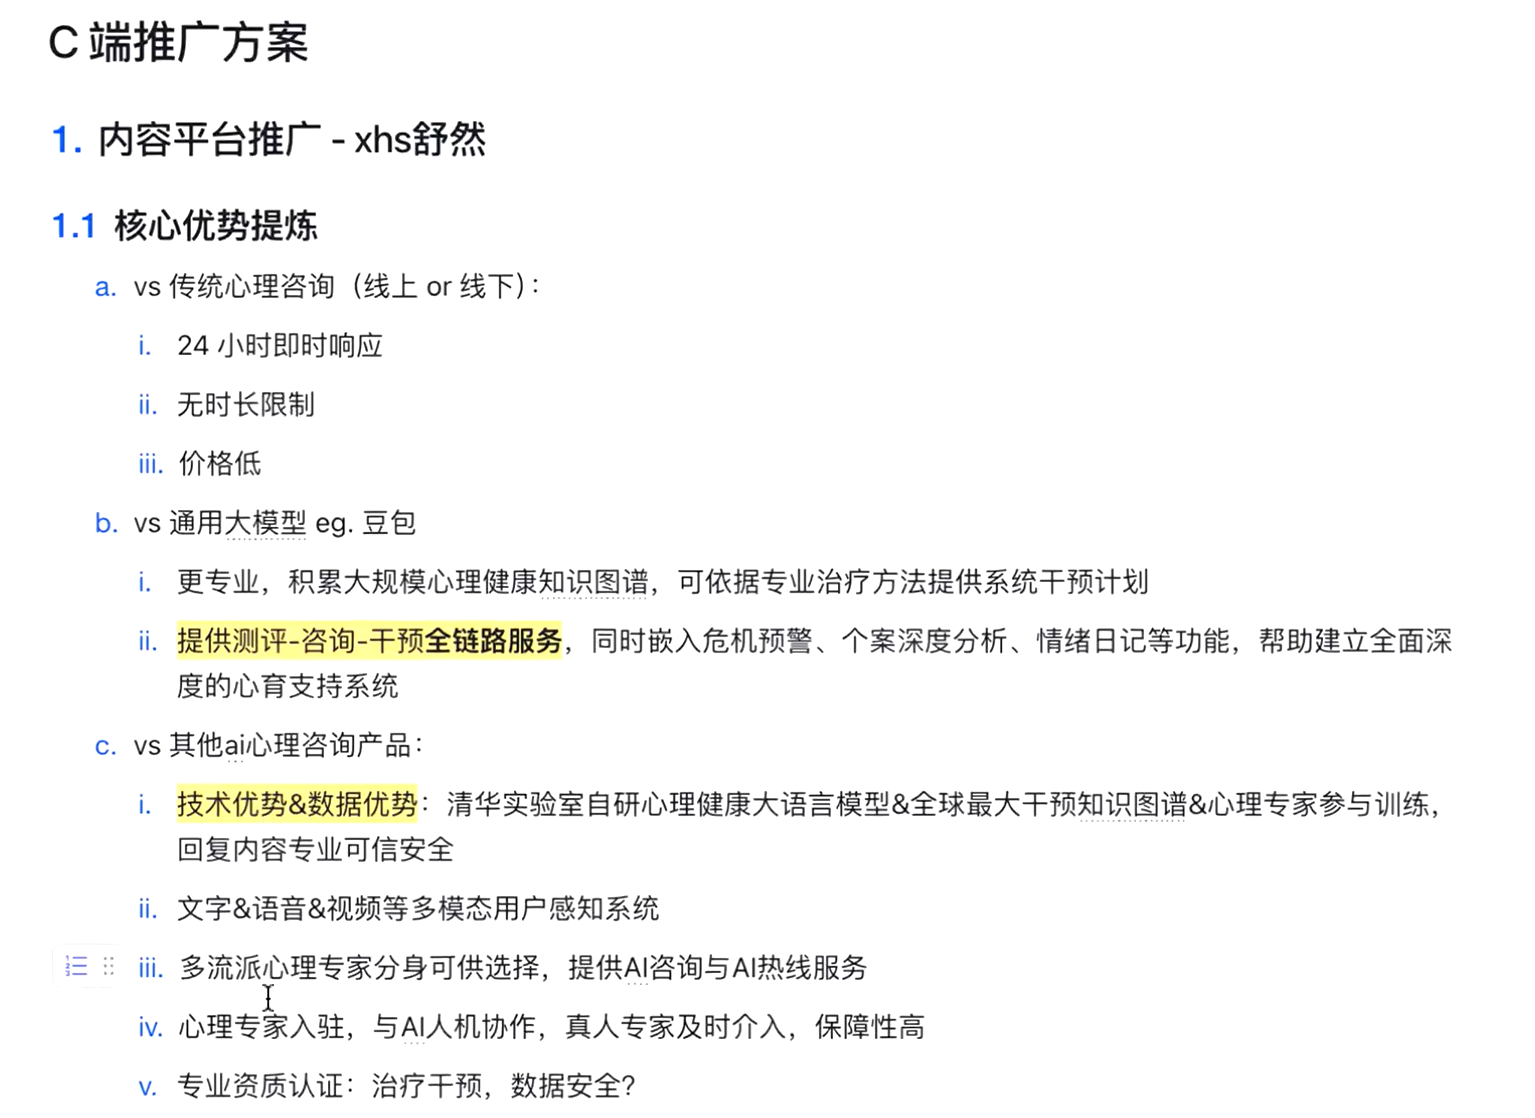 C 端推广方案
1. 内容平台推广 - xhs舒然
1.1 核心优势提炼
a. vs 传统心理咨询（线上 or 线下）：
i. 24 小时即时响应
ii. 无时长限制
iii. 价格低
b. vs 通用大模型 eg. 豆包
i. 更专业，积累大规模心理健康知识图谱，可依据专业治疗方法提供系统干预计划
ii. 提供测评-咨询-干预全链路服务，同时嵌入危机预警、个案深度分析、情绪日记等功能，帮助建立全面深
度的心育支持系统
c. vs 其他ai心理咨询产品：
i. 技术优势&数据优势：清华实验室自研心理健康大语言模型&全球最大干预知识图谱&心理专家参与训练，
回复内容专业可信安全
ii. 文字&语音&视频等多模态用户感知系统
iii. 多流派心理专家分身可供选择，提供AI咨询与AI热线服务
iv. 心理专家入驻，与AI人机协作，真人专家及时介入，保障性高
v. 专业资质认证：治疗干预，数据安全？